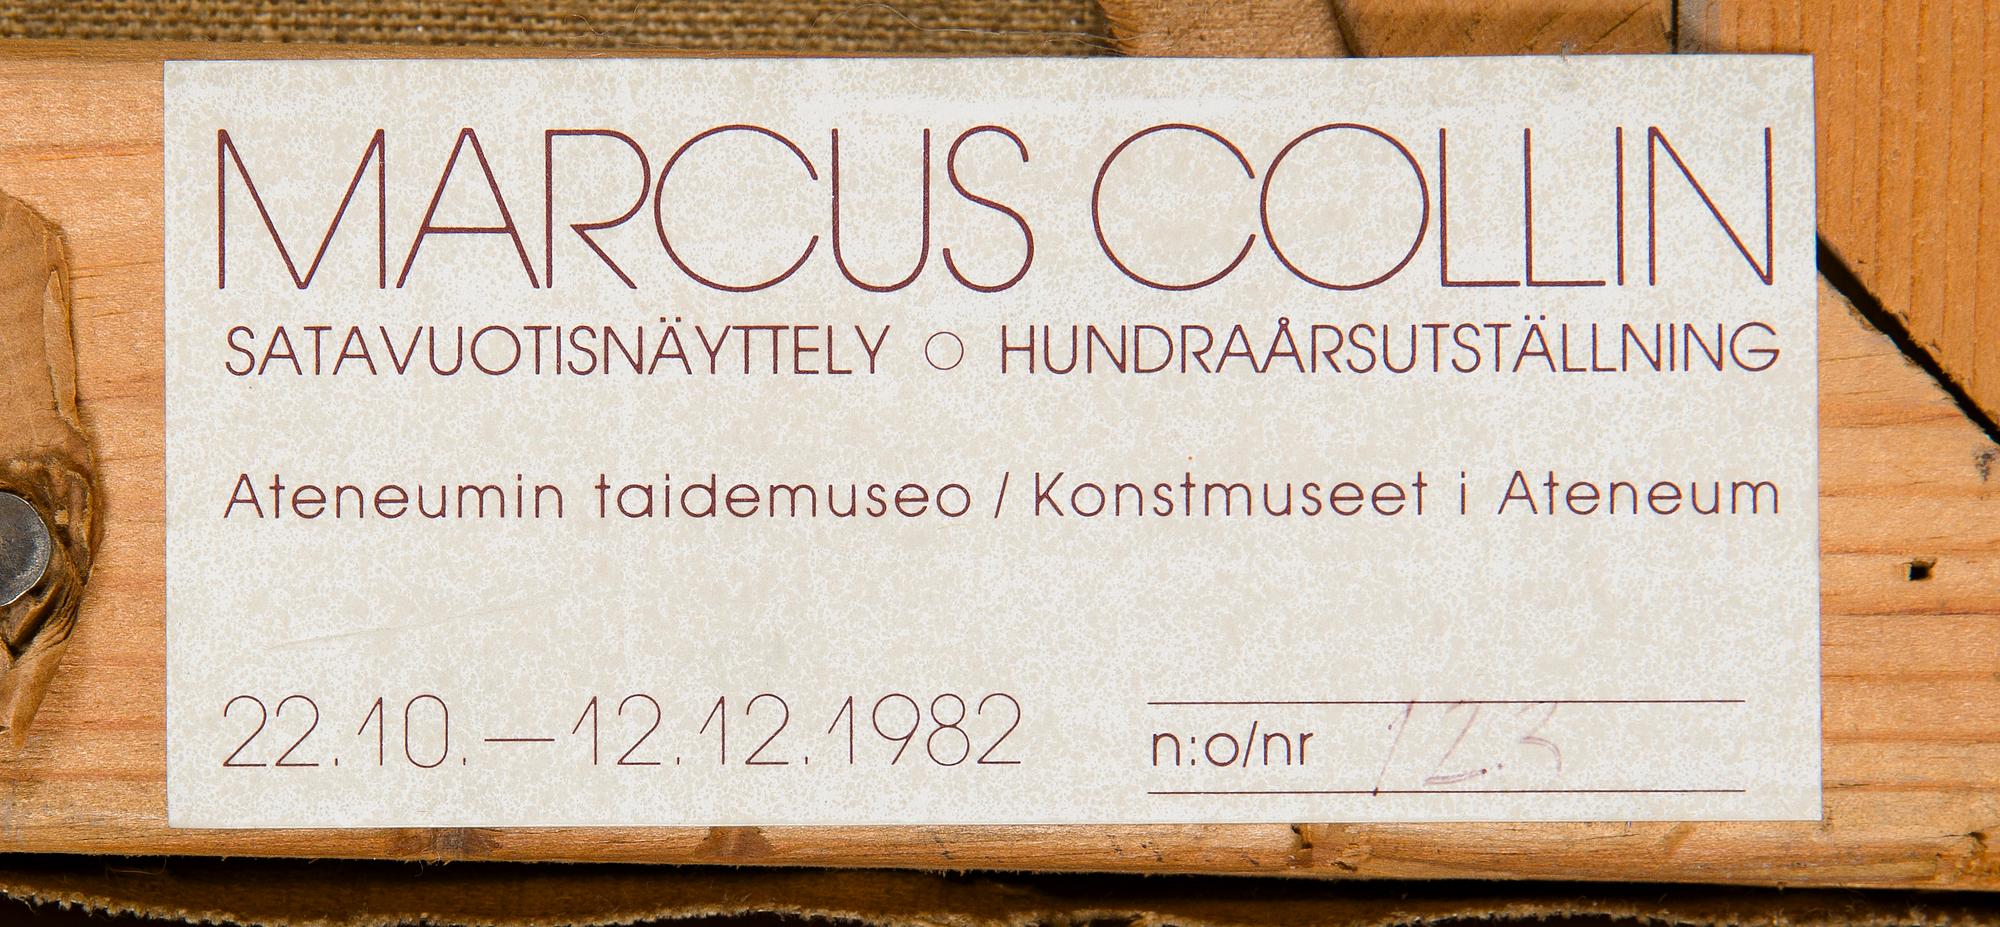 MARCUS COLLIN
SATAVUOTISNÄYTTELY ○ HUNDRAÅRSUTSTÄLLNING
Ateneumin taidemuseo / Konstmuseet i Ateneum
22.10.—12.12.1982
n:o/nr 123